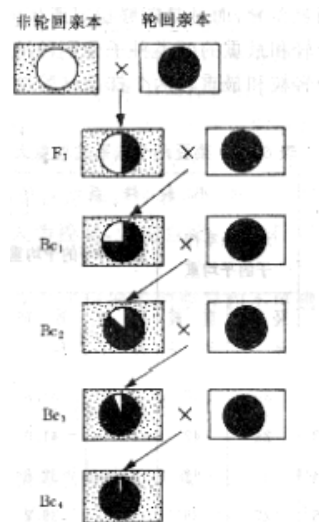 非轮回亲本 轮回亲本
×
F₁ ×
Bc₁ ×
Bc₂ ×
Bc₃ ×
Bc₄